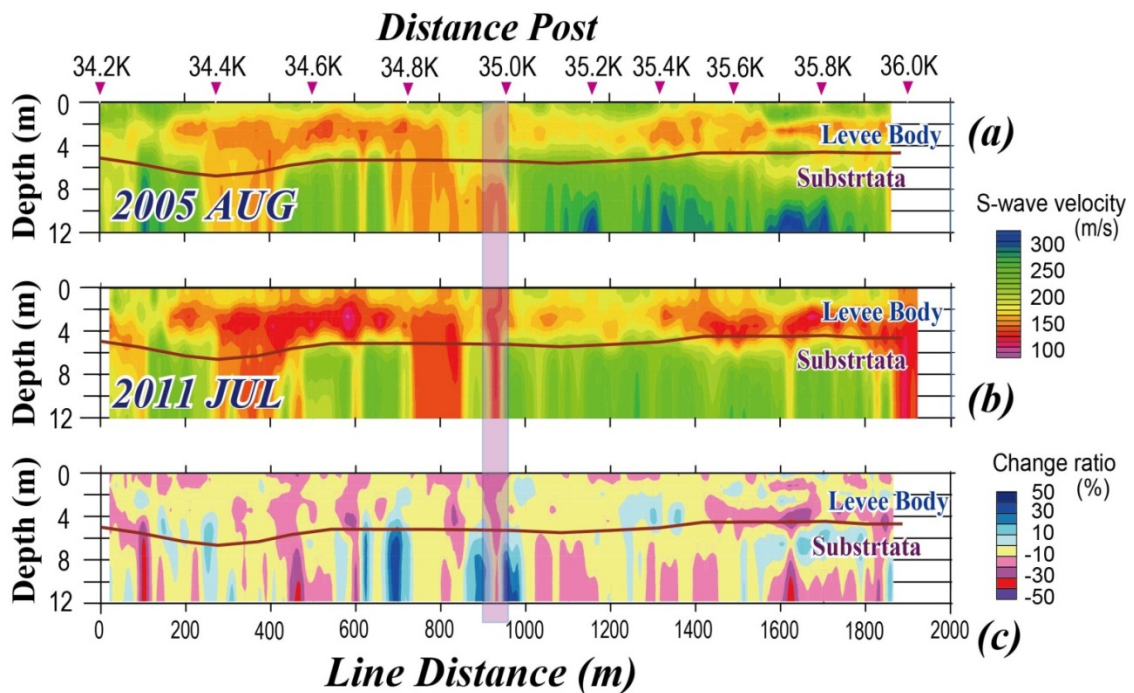 Distance Post
34.2K 34.4K 34.6K 34.8K 35.0K 35.2K 35.4K 35.6K 35.8K 36.0K
Depth (m)
0
4
8
12
Levee Body
Substrtata
2005 AUG
(a)
S-wave velocity
(m/s)
300
250
200
150
100
Depth (m)
0
4
8
12
Levee Body
Substrtata
2011 JUL
(b)
Depth (m)
0
4
8
12
Levee Body
Substrtata
(c)
Change ratio
(%)
50
30
10
-10
-30
-50
0 200 400 600 800 1000 1200 1400 1600 1800 2000
Line Distance (m)